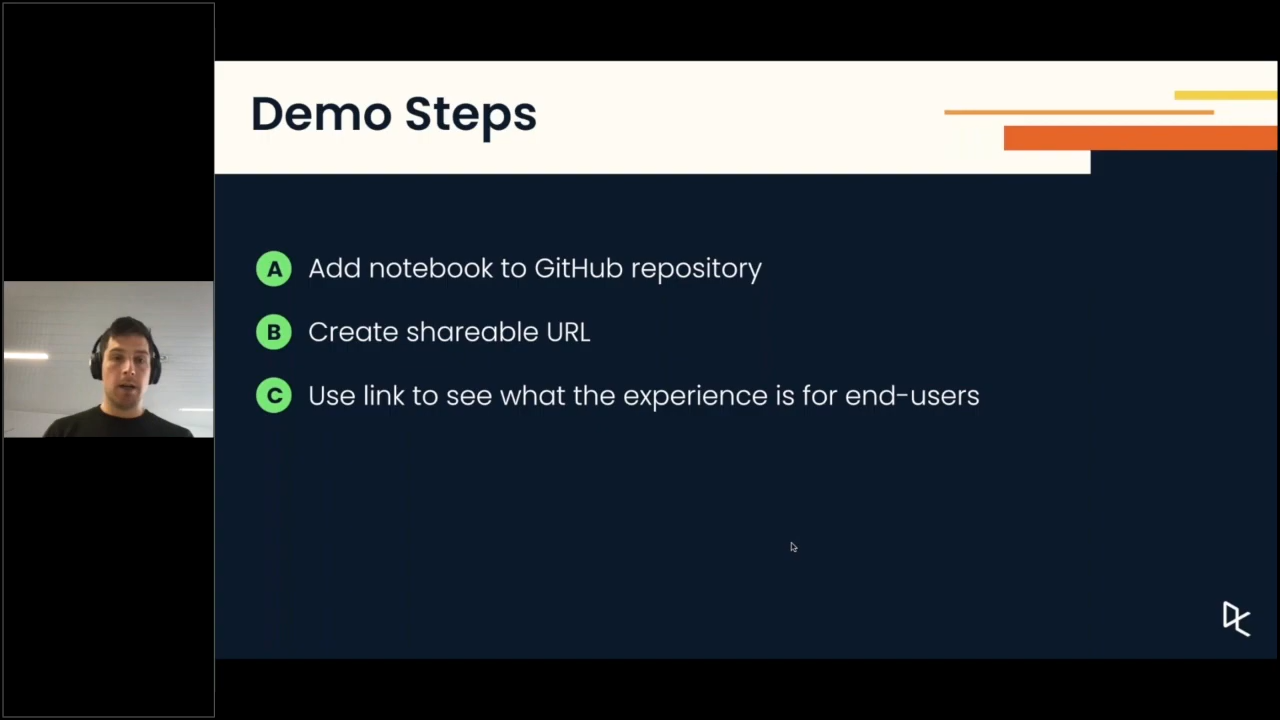 Demo Steps
A Add notebook to GitHub repository
B Create shareable URL
C Use link to see what the experience is for end-users